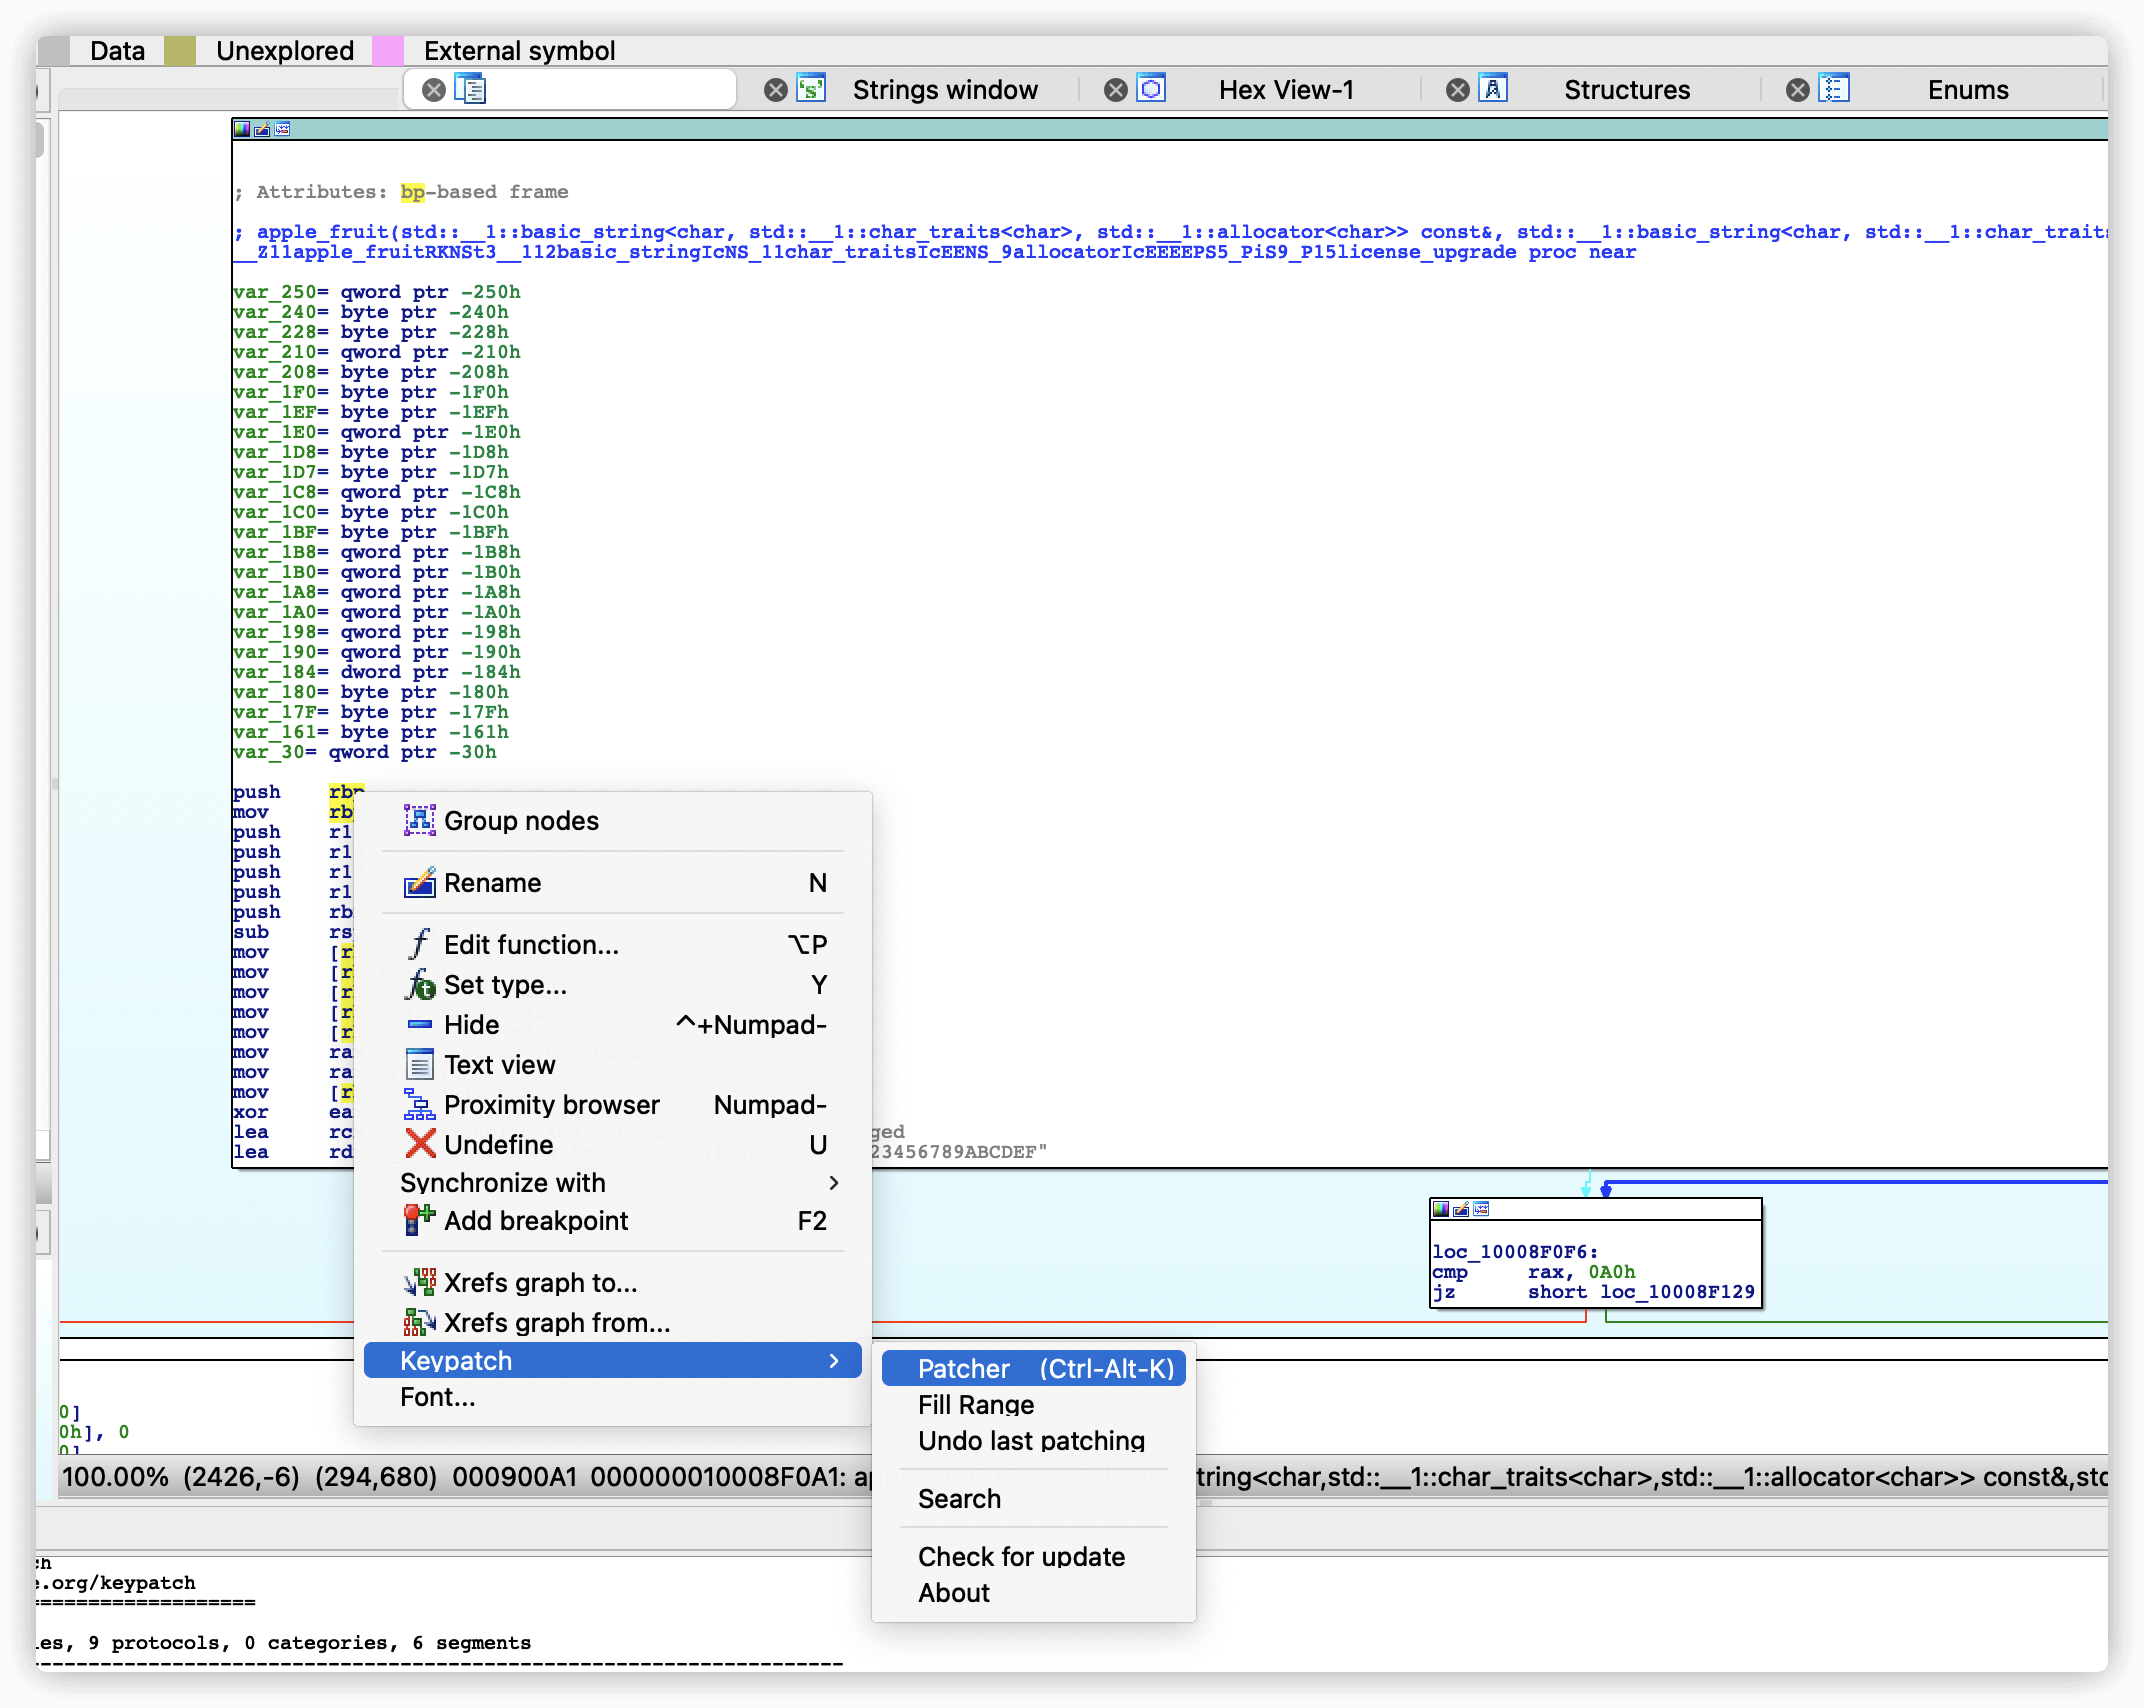 Data Unexplored External symbol
Strings window Hex View-1 Structures Enums
; Attributes: bp-based frame
; apple_fruit(std::__1::basic_string<char, std::__1::char_traits<char>, std::__1::allocator<char>> const&, std::__1::basic_string<char, std::__1::char_traits
__Z11apple_fruitRKNSt3__112basic_stringIcNS_11char_traitsIcEENS_9allocatorIcEEEEPS5_PiS9_P15license_upgrade proc near
var_250= qword ptr -250h
var_240= byte ptr -240h
var_228= byte ptr -228h
var_210= qword ptr -210h
var_208= byte ptr -208h
var_1F0= byte ptr -1F0h
var_1EF= byte ptr -1EFh
var_1E0= qword ptr -1E0h
var_1D8= byte ptr -1D8h
var_1D7= byte ptr -1D7h
var_1C8= qword ptr -1C8h
var_1C0= byte ptr -1C0h
var_1BF= byte ptr -1BFh
var_1B8= qword ptr -1B8h
var_1B0= qword ptr -1B0h
var_1A8= qword ptr -1A8h
var_1A0= qword ptr -1A0h
var_198= qword ptr -198h
var_190= qword ptr -190h
var_184= dword ptr -184h
var_180= byte ptr -180h
var_17F= byte ptr -17Fh
var_161= byte ptr -161h
var_30= qword ptr -30h
push rbp
mov rb
push r1
push r1
push r1
push r1
push rb
sub rs
mov [r
mov [r
mov [r
mov [r
mov [r
mov ra
mov ra
mov [r
xor ea
lea rc ged
lea rd 23456789ABCDEF"
Group nodes
Rename N
Edit function... ⌥P
Set type... Y
Hide ^+Numpad-
Text view
Proximity browser Numpad-
Undefine U
Synchronize with >
Add breakpoint F2
Xrefs graph to...
Xrefs graph from...
Keypatch >
Font...
Patcher (Ctrl-Alt-K)
Fill Range
Undo last patching
Search
Check for update
About
loc_10008F0F6:
cmp rax, 0A0h
jz short loc_10008F129
0]
0h], 0
0]
100.00% (2426,-6) (294,680) 000900A1 000000010008F0A1: ap string<char,std::__1::char_traits<char>,std::__1::allocator<char>> const&,std
ch
e.org/keypatch
===================
les, 9 protocols, 0 categories, 6 segments
--------------------------------------------------------------------